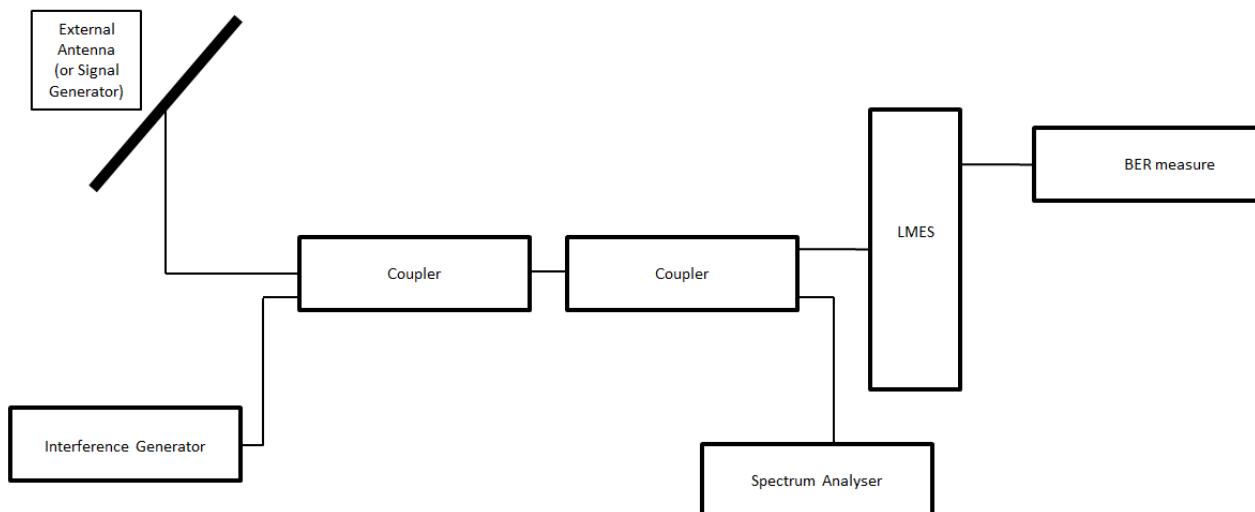 External
Antenna
(or Signal
Generator)
BER measure
LMES
Coupler
Coupler
Interference Generator
Spectrum Analyser